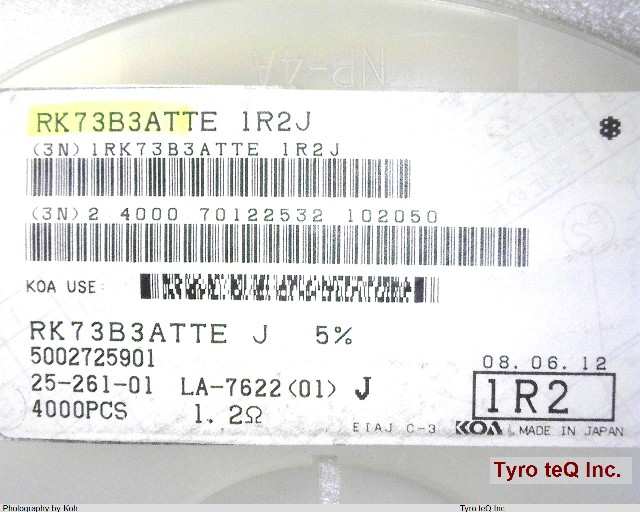 NP-4A
RK73B3ATTE 1R2J
(3N)1RK73B3ATTE 1R2J
(3N)2 4000 70122532 102050
KOA USE:
RK73B3ATTE J 5%
5002725901
25-261-01 LA-7622(01) J
4000PCS 1.2Ω
08.06.12
1R2
EIAJ C-3 KOA MADE IN JAPAN
Tyro teQ Inc.
Photography by Koh
Tyro teQ Inc